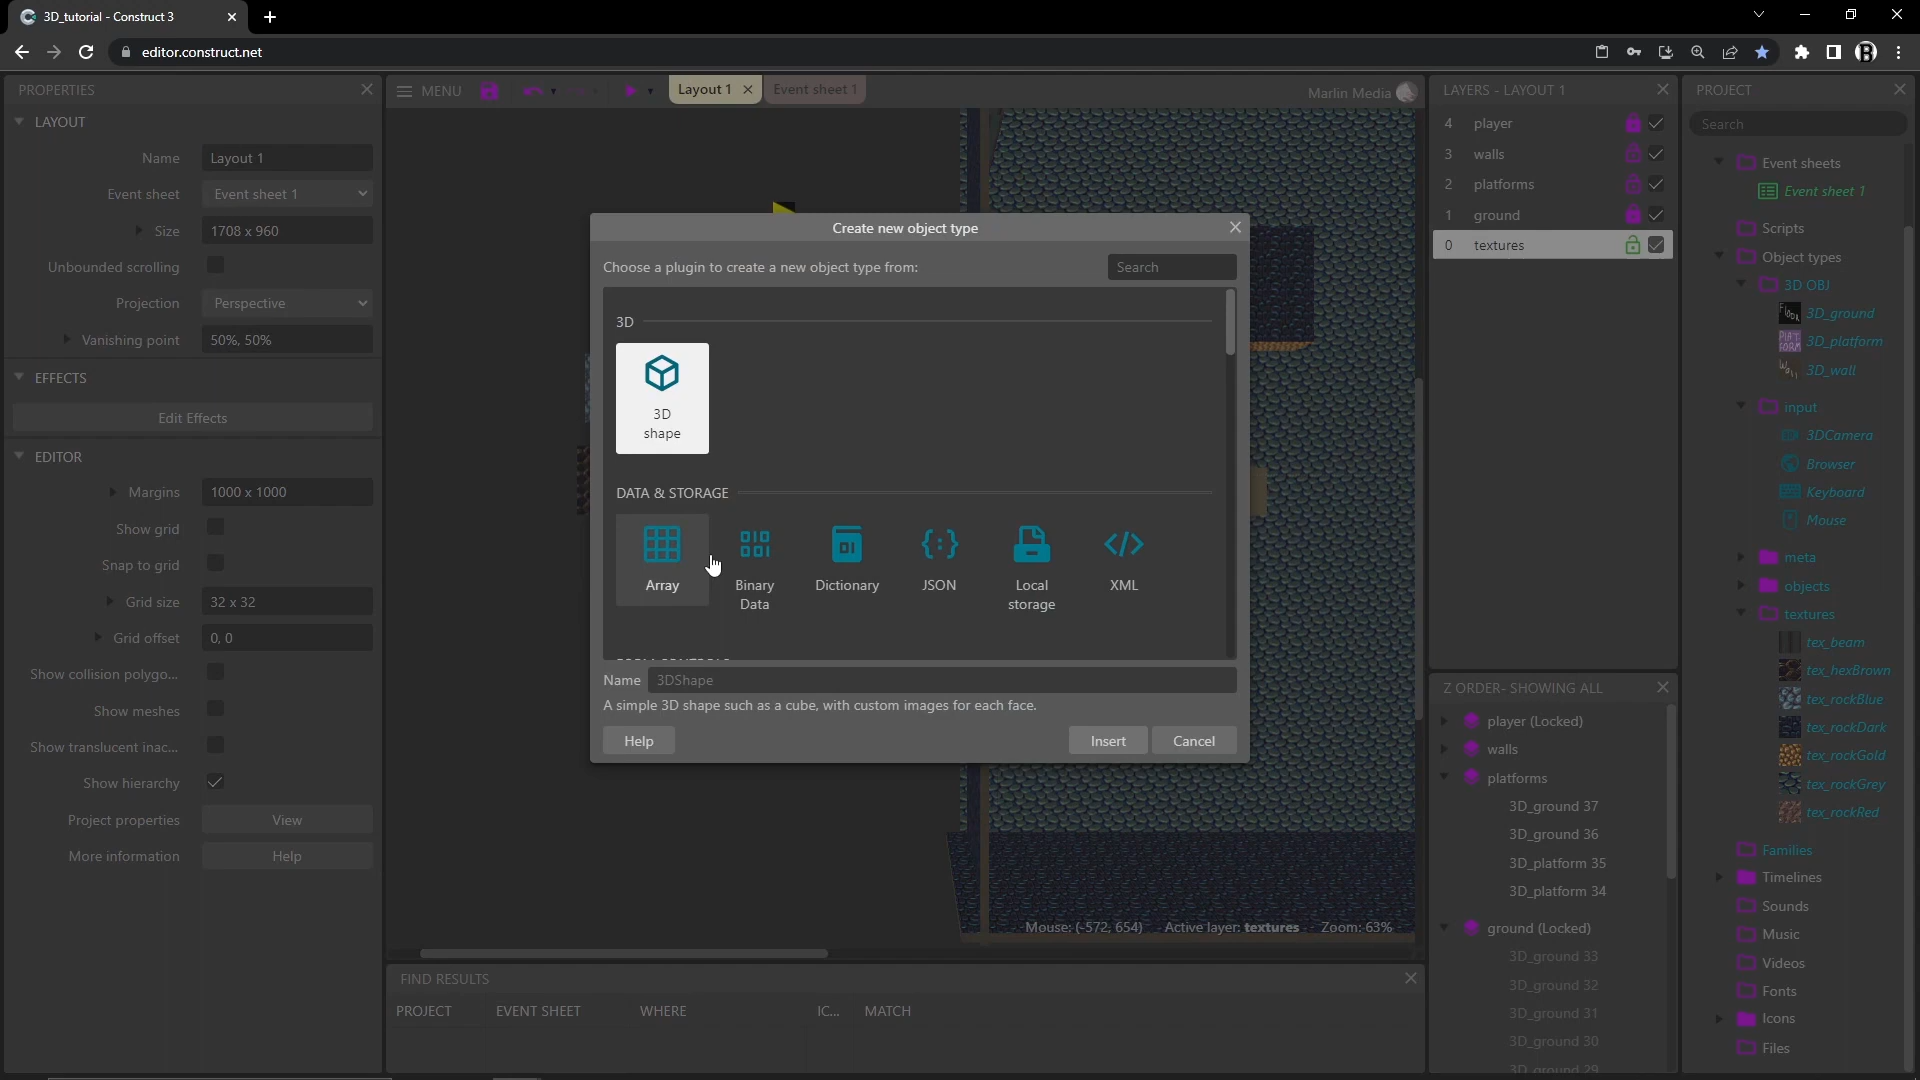 3D_tutorial - Construct 3
editor.construct.net
PROPERTIES
LAYOUT
Name Layout 1
Event sheet Event sheet 1
Size 1708 x 960
Unbounded scrolling
Projection Perspective
Vanishing point 50%, 50%
EFFECTS
Edit Effects
EDITOR
Margins 1000 x 1000
Show grid
Snap to grid
Grid size 32 x 32
Grid offset 0, 0
Show collision polygo...
Show meshes
Show translucent inac...
Show hierarchy
Project properties View
More information Help
MENU
Layout 1
Event sheet 1
Marlin Media
Create new object type
Choose a plugin to create a new object type from:
Search
3D
3D
shape
DATA & STORAGE
Array
Binary
Data
Dictionary
JSON
Local
storage
XML
Name 3DShape
A simple 3D shape such as a cube, with custom images for each face.
Help
Insert
Cancel
Mouse: (-572, 654) Active layer: textures Zoom: 63%
FIND RESULTS
PROJECT EVENT SHEET WHERE IC... MATCH
LAYERS - LAYOUT 1
4 player
3 walls
2 platforms
1 ground
0 textures
Z ORDER- SHOWING ALL
player (Locked)
walls
platforms
3D_ground 37
3D_ground 36
3D_platform 35
3D_platform 34
ground (Locked)
3D_ground 33
3D_ground 32
3D_ground 31
3D_ground 30
3D_ground 29
PROJECT
Search
Event sheets
Event sheet 1
Scripts
Object types
3D OBJ
3D_ground
3D_platform
3D_wall
input
3DCamera
Browser
Keyboard
Mouse
meta
objects
textures
tex_beam
tex_hexBrown
tex_rockBlue
tex_rockDark
tex_rockGold
tex_rockGrey
tex_rockRed
Families
Timelines
Sounds
Music
Videos
Fonts
Icons
Files